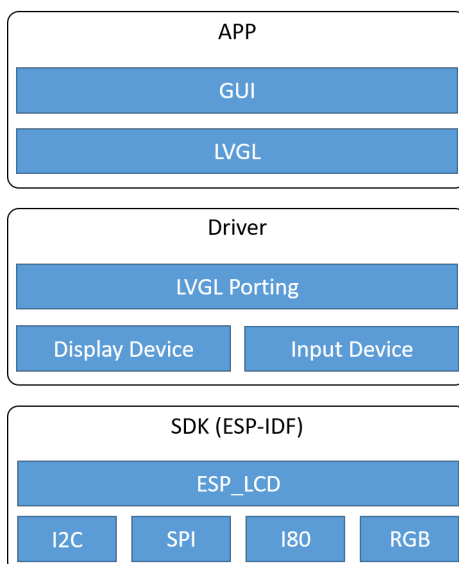 APP
GUI
LVGL
Driver
LVGL Porting
Display Device Input Device
SDK (ESP-IDF)
ESP_LCD
I2C SPI I80 RGB